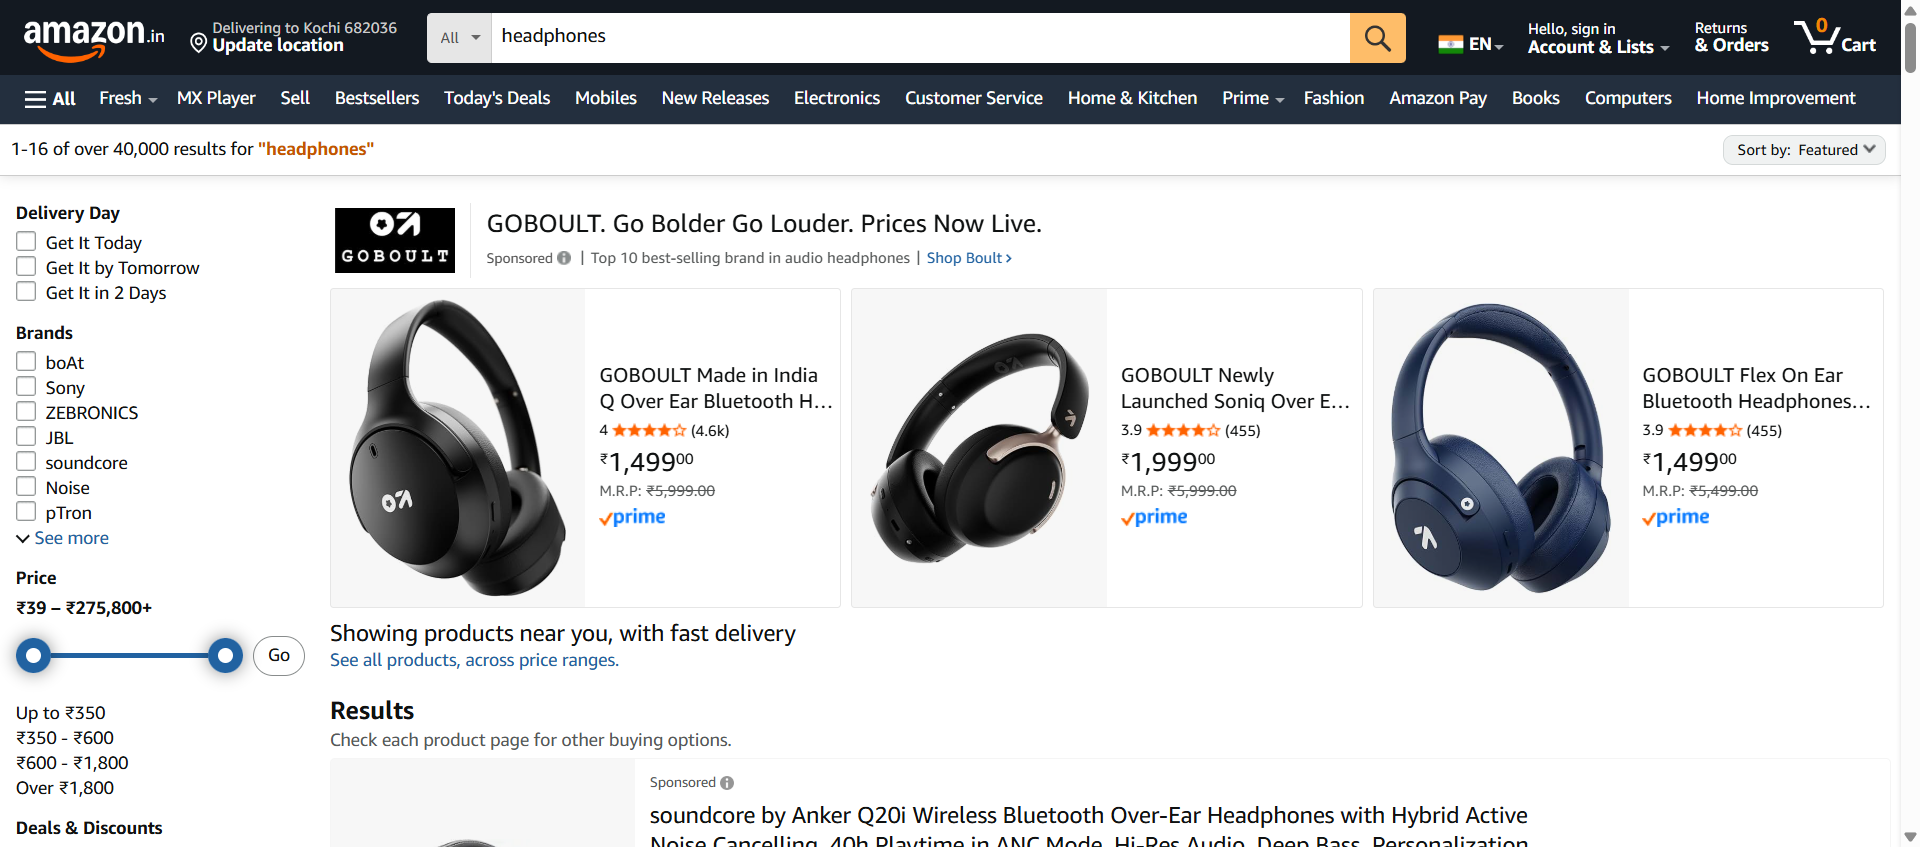 amazon.in
Delivering to Kochi 682036
Update location
All
headphones
EN
Hello, sign in
Account & Lists
Returns
& Orders
0
Cart
All
Fresh
MX Player
Sell
Bestsellers
Today's Deals
Mobiles
New Releases
Electronics
Customer Service
Home & Kitchen
Prime
Fashion
Amazon Pay
Books
Computers
Home Improvement
1-16 of over 40,000 results for "headphones"
Sort by: Featured
Delivery Day
Get It Today
Get It by Tomorrow
Get It in 2 Days
Brands
boAt
Sony
ZEBRONICS
JBL
soundcore
Noise
pTron
See more
Price
₹39 – ₹275,800+
Go
Up to ₹350
₹350 - ₹600
₹600 - ₹1,800
Over ₹1,800
Deals & Discounts
GOBOULT
GOBOULT. Go Bolder Go Louder. Prices Now Live.
Sponsored | Top 10 best-selling brand in audio headphones | Shop Boult ›
GOBOULT Made in India
Q Over Ear Bluetooth H...
4 (4.6k)
₹1,49900
M.R.P: ₹5,999.00
prime
GOBOULT Newly
Launched Soniq Over E...
3.9 (455)
₹1,99900
M.R.P: ₹5,999.00
prime
GOBOULT Flex On Ear
Bluetooth Headphones...
3.9 (455)
₹1,49900
M.R.P: ₹5,499.00
prime
Showing products near you, with fast delivery
See all products, across price ranges.
Results
Check each product page for other buying options.
Sponsored
soundcore by Anker Q20i Wireless Bluetooth Over-Ear Headphones with Hybrid Active
Noise Cancelling, 40h Playtime in ANC Mode, Hi-Res Audio, Deep Bass, Personalization